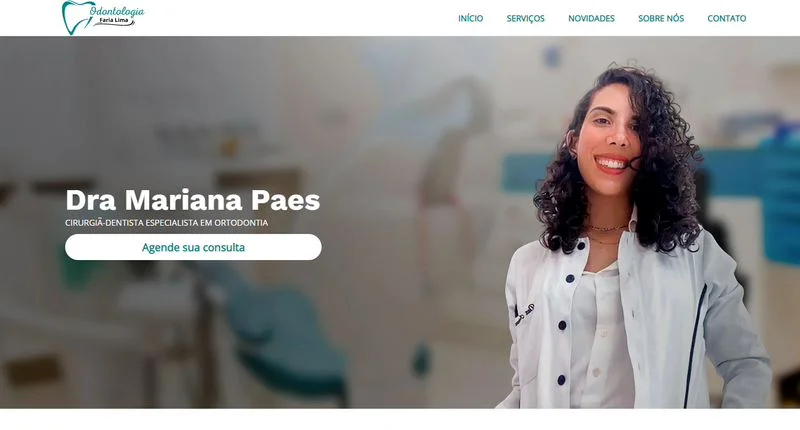 Odontologia
Faria Lima
INÍCIO SERVIÇOS NOVIDADES SOBRE NÓS CONTATO
Dra Mariana Paes
CIRURGIÃ-DENTISTA ESPECIALISTA EM ORTODONTIA
Agende sua consulta